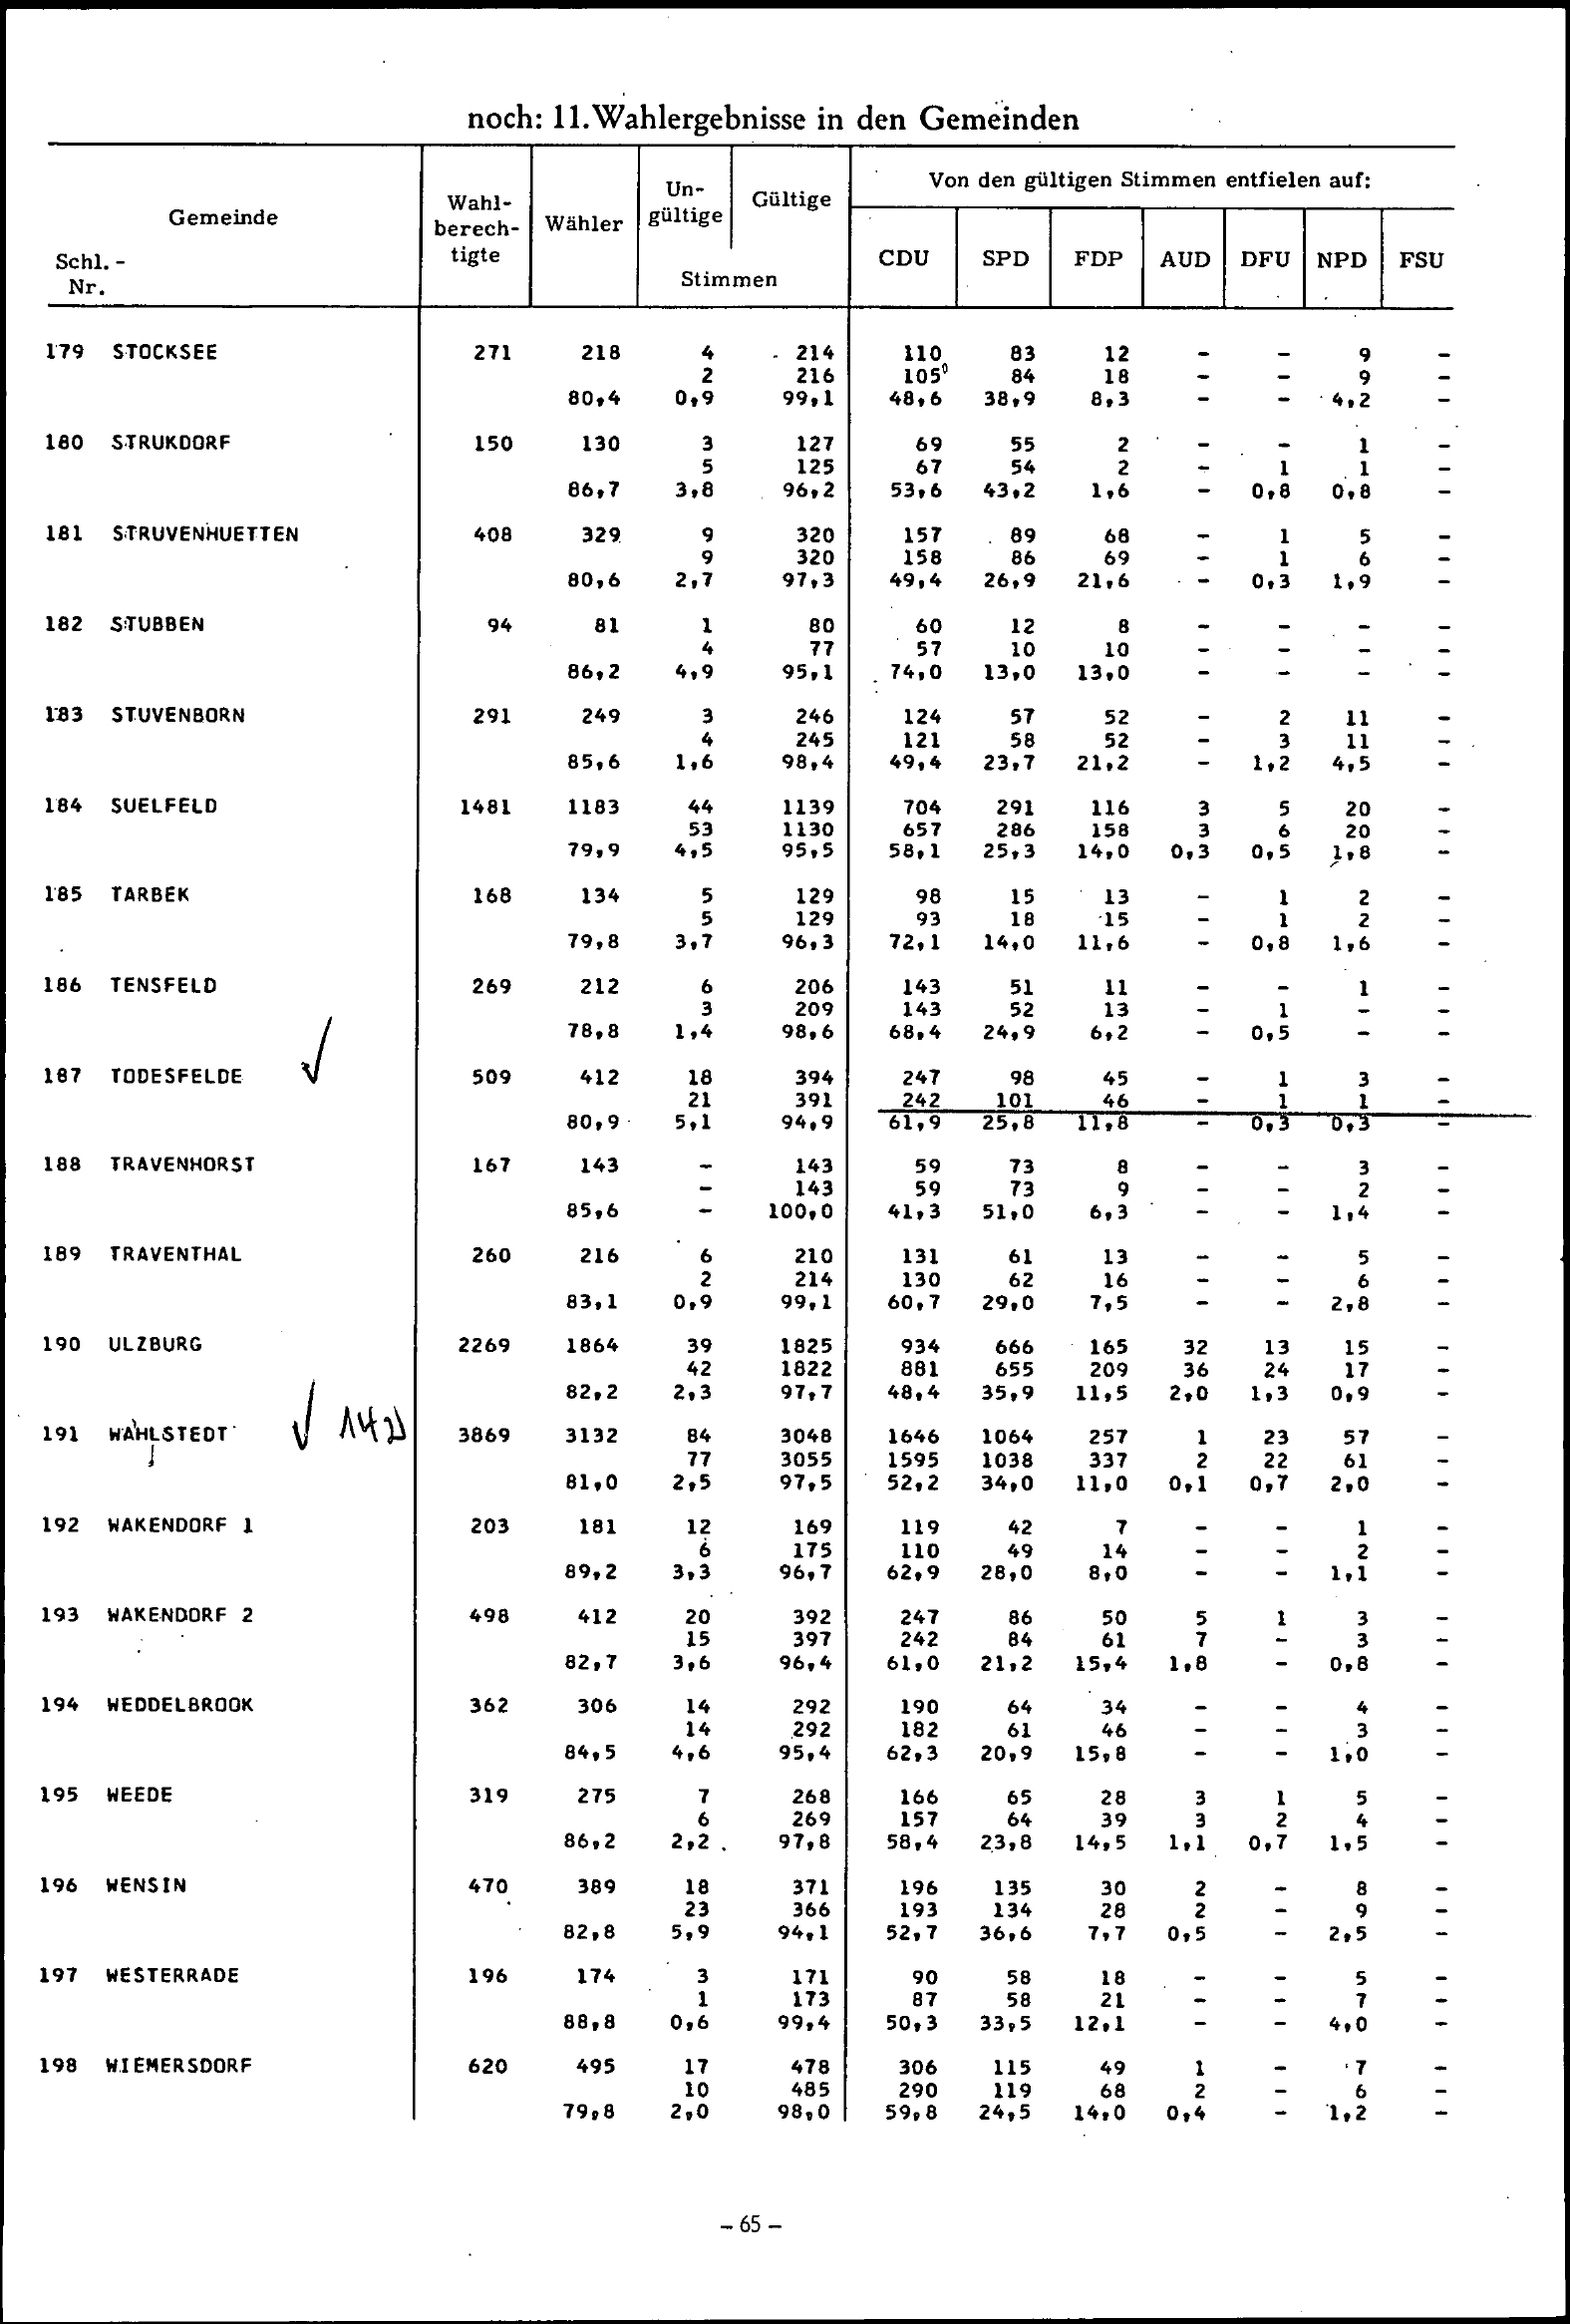 noch: 11. Wahlergebnisse in den Gemeinden
Gemeinde
Schl.-
Nr.
Wahl-
berech-
tigte
Wähler
Un-
gültige
Gültige
Stimmen
Von den gültigen Stimmen entfielen auf:
CDU SPD FDP AUD DFU NPD FSU
179 STOCKSEE 271 218 4 214 110 83 12 - - 9 -
2 216 105 84 18 - - 9 -
80,4 0,9 99,1 48,6 38,9 8,3 - - 4,2 -
180 STRUKDORF 150 130 3 127 69 55 2 - - 1 -
5 125 67 54 2 - 1 1 -
86,7 3,8 96,2 53,6 43,2 1,6 - 0,8 0,8 -
181 STRUVENHUETTEN 408 329 9 320 157 89 68 - 1 5 -
9 320 158 86 69 - 1 6 -
80,6 2,7 97,3 49,4 26,9 21,6 - 0,3 1,9 -
182 STUBBEN 94 81 1 80 60 12 8 - - - -
4 77 57 10 10 - - - -
86,2 4,9 95,1 74,0 13,0 13,0 - - - -
183 STUVENBORN 291 249 3 246 124 57 52 - 2 11 -
4 245 121 58 52 - 3 11 -
85,6 1,6 98,4 49,4 23,7 21,2 - 1,2 4,5 -
184 SUELFELD 1481 1183 44 1139 704 291 116 3 5 20 -
53 1130 657 286 158 3 6 20 -
79,9 4,5 95,5 58,1 25,3 14,0 0,3 0,5 1,8 -
185 TARBEK 168 134 5 129 98 15 13 - 1 2 -
5 129 93 18 15 - 1 2 -
79,8 3,7 96,3 72,1 14,0 11,6 - 0,8 1,6 -
186 TENSFELD 269 212 6 206 143 51 11 - - 1 -
3 209 143 52 13 - 1 - -
78,8 1,4 98,6 68,4 24,9 6,2 - 0,5 - -
187 TODESFELDE ✓ 509 412 18 394 247 98 45 - 1 3 -
21 391 242 101 46 - 1 1 -
80,9 5,1 94,9 61,9 25,8 11,8 - 0,3 0,3 -
188 TRAVENHORST 167 143 - 143 59 73 8 - - 3 -
- 143 59 73 9 - - 2 -
85,6 - 100,0 41,3 51,0 6,3 - - 1,4 -
189 TRAVENTHAL 260 216 6 210 131 61 13 - - 5 -
2 214 130 62 16 - - 6 -
83,1 0,9 99,1 60,7 29,0 7,5 - - 2,8 -
190 ULZBURG 2269 1864 39 1825 934 666 165 32 13 15 -
42 1822 881 655 209 36 24 17 -
82,2 2,3 97,7 48,4 35,9 11,5 2,0 1,3 0,9 -
191 WAHLSTEDT ✓ 3869 3132 84 3048 1646 1064 257 1 23 57 -
77 3055 1595 1038 337 2 22 61 -
81,0 2,5 97,5 52,2 34,0 11,0 0,1 0,7 2,0 -
192 WAKENDORF 1 203 181 12 169 119 42 7 - - 1 -
6 175 110 49 14 - - 2 -
89,2 3,3 96,7 62,9 28,0 8,0 - - 1,1 -
193 WAKENDORF 2 498 412 20 392 247 86 50 5 1 3 -
15 397 242 84 61 7 - 3 -
82,7 3,6 96,4 61,0 21,2 15,4 1,8 - 0,8 -
194 WEDDELBROOK 362 306 14 292 190 64 34 - - 4 -
14 292 182 61 46 - - 3 -
84,5 4,6 95,4 62,3 20,9 15,8 - - 1,0 -
195 WEEDE 319 275 7 268 166 65 28 3 1 5 -
6 269 157 64 39 3 2 4 -
86,2 2,2 97,8 58,4 23,8 14,5 1,1 0,7 1,5 -
196 WENSIN 470 389 18 371 196 135 30 2 - 8 -
23 366 193 134 28 2 - 9 -
82,8 5,9 94,1 52,7 36,6 7,7 0,5 - 2,5 -
197 WESTERRADE 196 174 3 171 90 58 18 - - 5 -
1 173 87 58 21 - - 7 -
88,8 0,6 99,4 50,3 33,5 12,1 - - 4,0 -
198 WIEMERSDORF 620 495 17 478 306 115 49 1 - 7 -
10 485 290 119 68 2 - 6 -
79,8 2,0 98,0 59,8 24,5 14,0 0,4 - 1,2 -
- 65 -